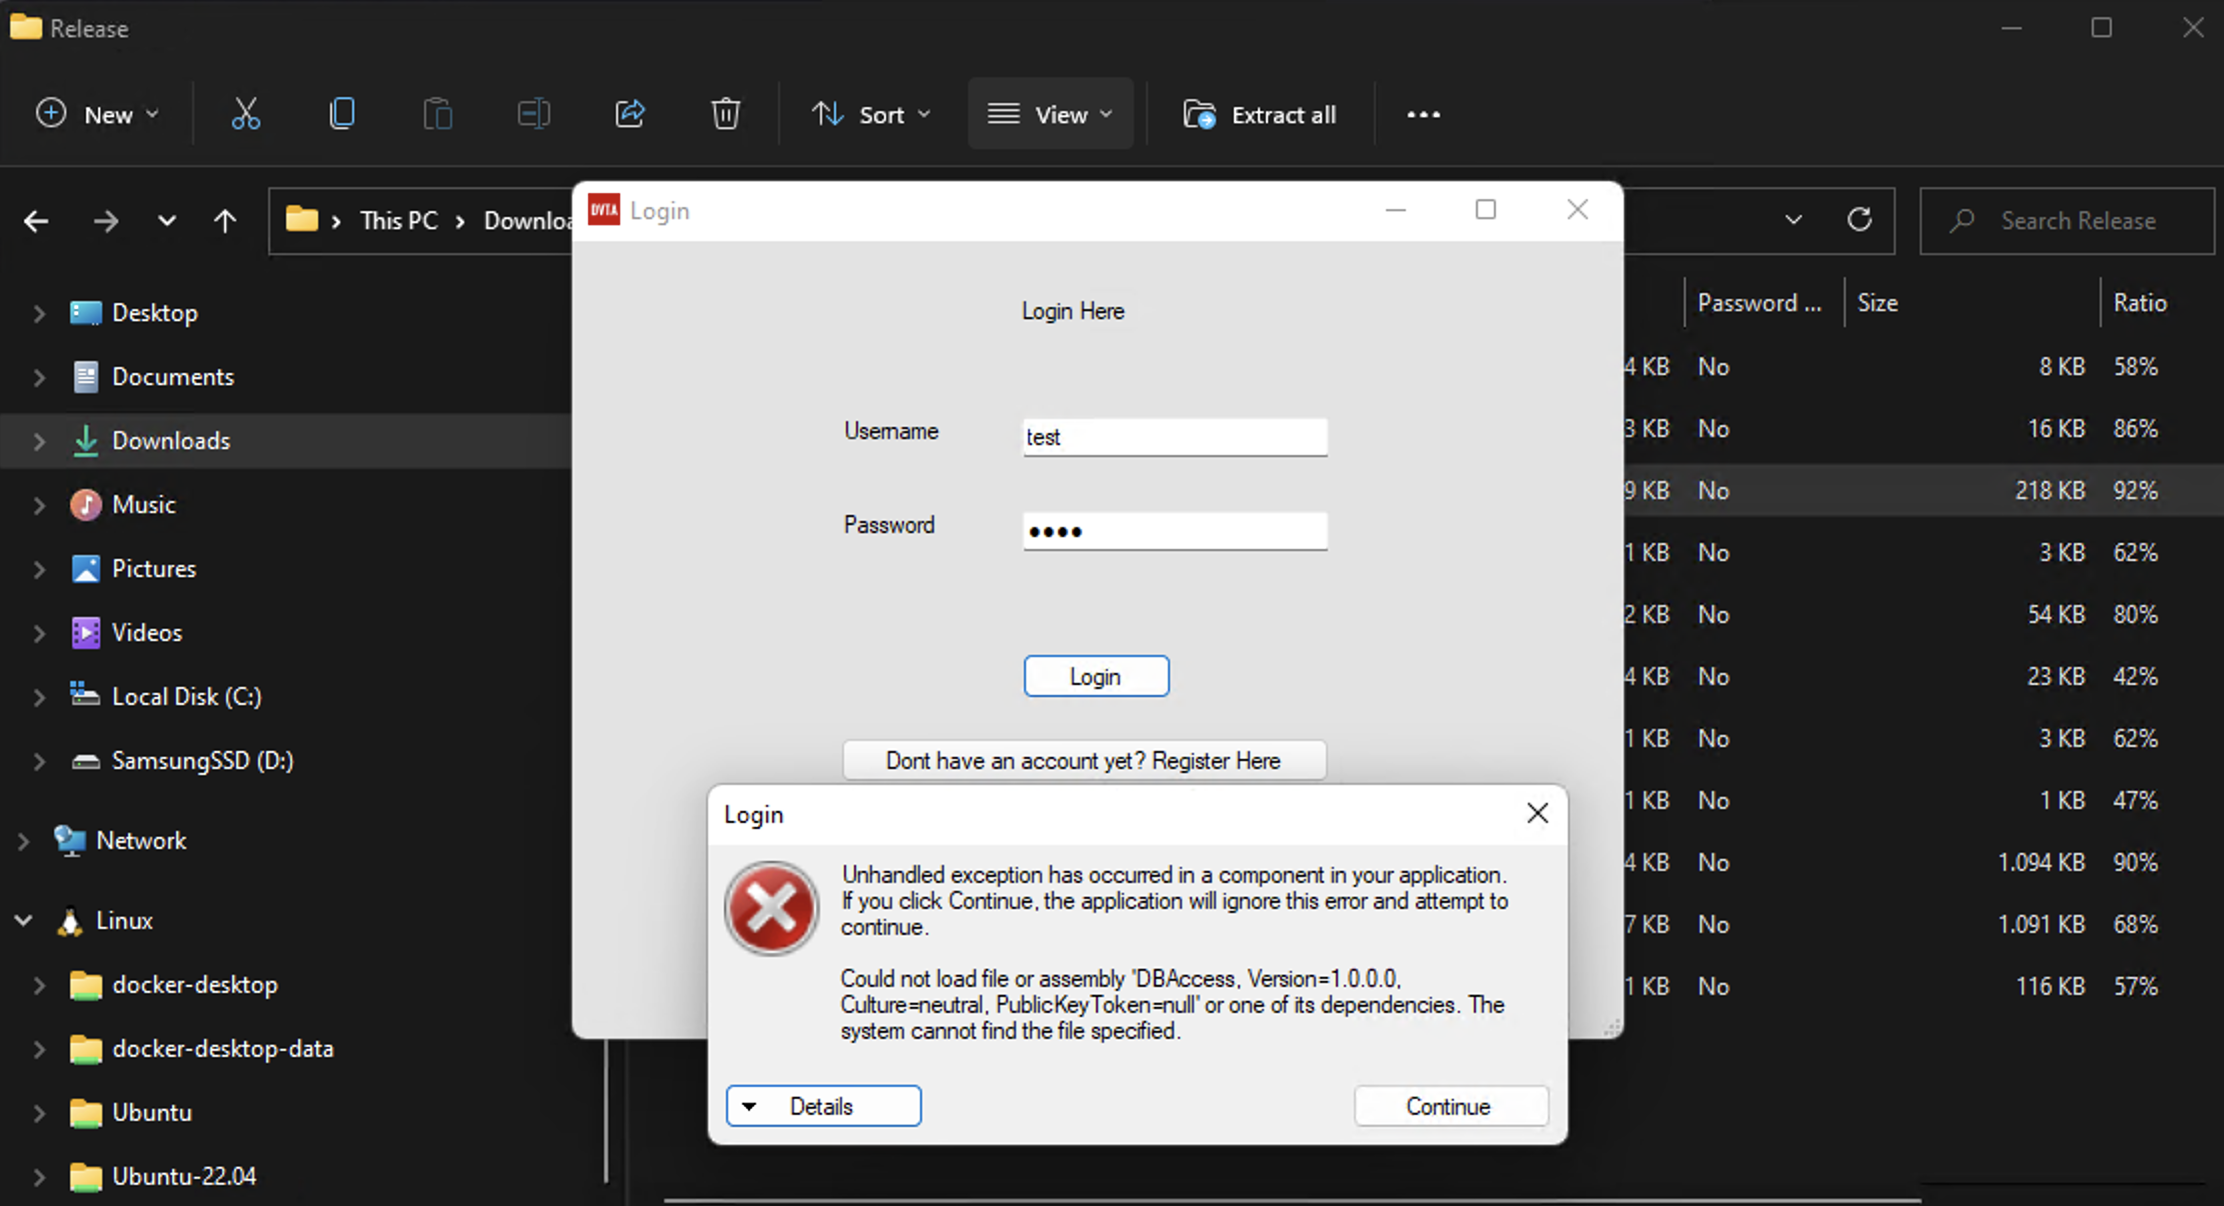 Release
New
Sort
View
Extract all
This PC
Downloa
Search Release
DVTA Login
Login Here
Username
test
Password
Login
Dont have an account yet? Register Here
Desktop
Documents
Downloads
Music
Pictures
Videos
Local Disk (C:)
SamsungSSD (D:)
Network
Linux
docker-desktop
docker-desktop-data
Ubuntu
Ubuntu-22.04
Password ... Size Ratio
4 KB No 8 KB 58%
3 KB No 16 KB 86%
9 KB No 218 KB 92%
1 KB No 3 KB 62%
2 KB No 54 KB 80%
4 KB No 23 KB 42%
1 KB No 3 KB 62%
1 KB No 1 KB 47%
4 KB No 1.094 KB 90%
7 KB No 1.091 KB 68%
1 KB No 116 KB 57%
Login
Unhandled exception has occurred in a component in your application.
If you click Continue, the application will ignore this error and attempt to
continue.
Could not load file or assembly 'DBAccess, Version=1.0.0.0,
Culture=neutral, PublicKeyToken=null' or one of its dependencies. The
system cannot find the file specified.
Details
Continue